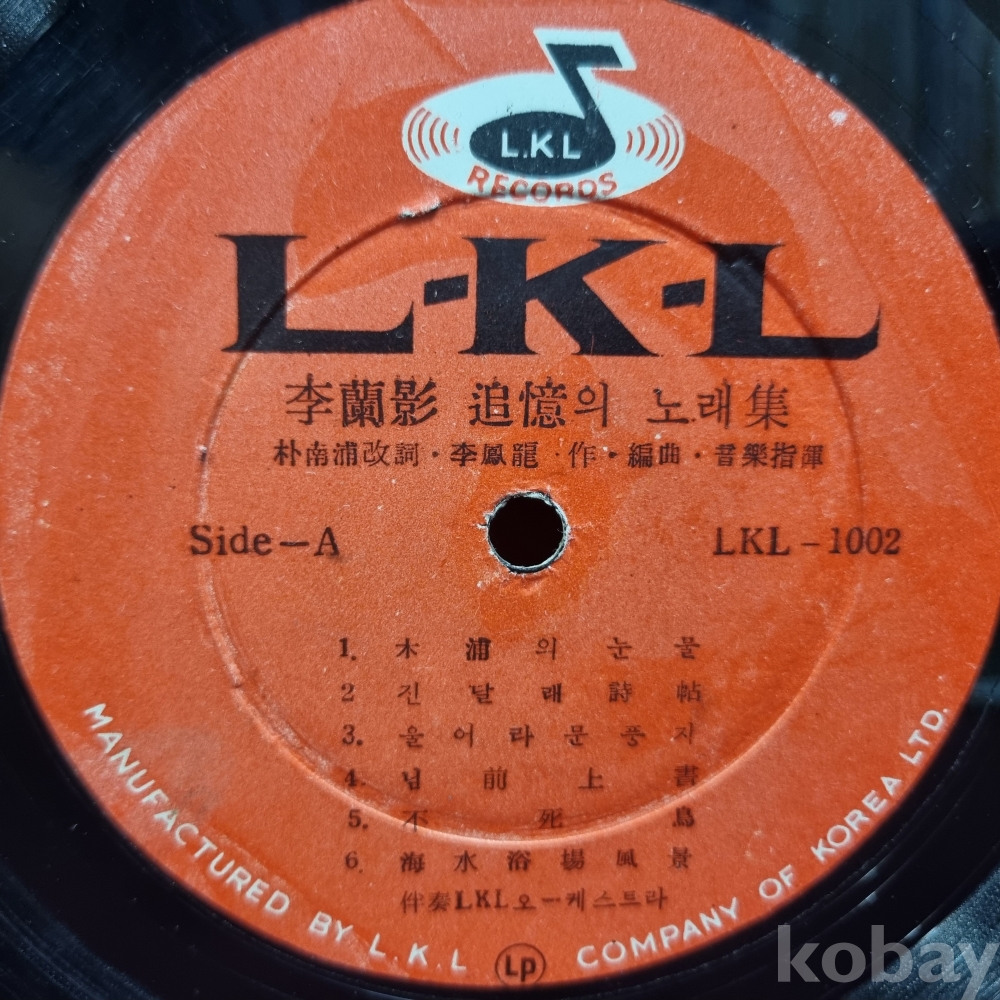 L.K.L
RECORDS
L-K-L
李蘭影 追憶의 노래集
朴南浦改詞・李鳳龍・作・編曲・音樂指揮
Side-A
LKL-1002
1. 木浦의눈물
2 진달래詩帖
3. 울어라문풍지
4. 님前上書
5. 不死鳥
6. 海水浴場風景
伴奏LKL오ー케스트라
MANUFACTURED BY L.K.L COMPANY OF KOREA LTD.
Lp
kobay